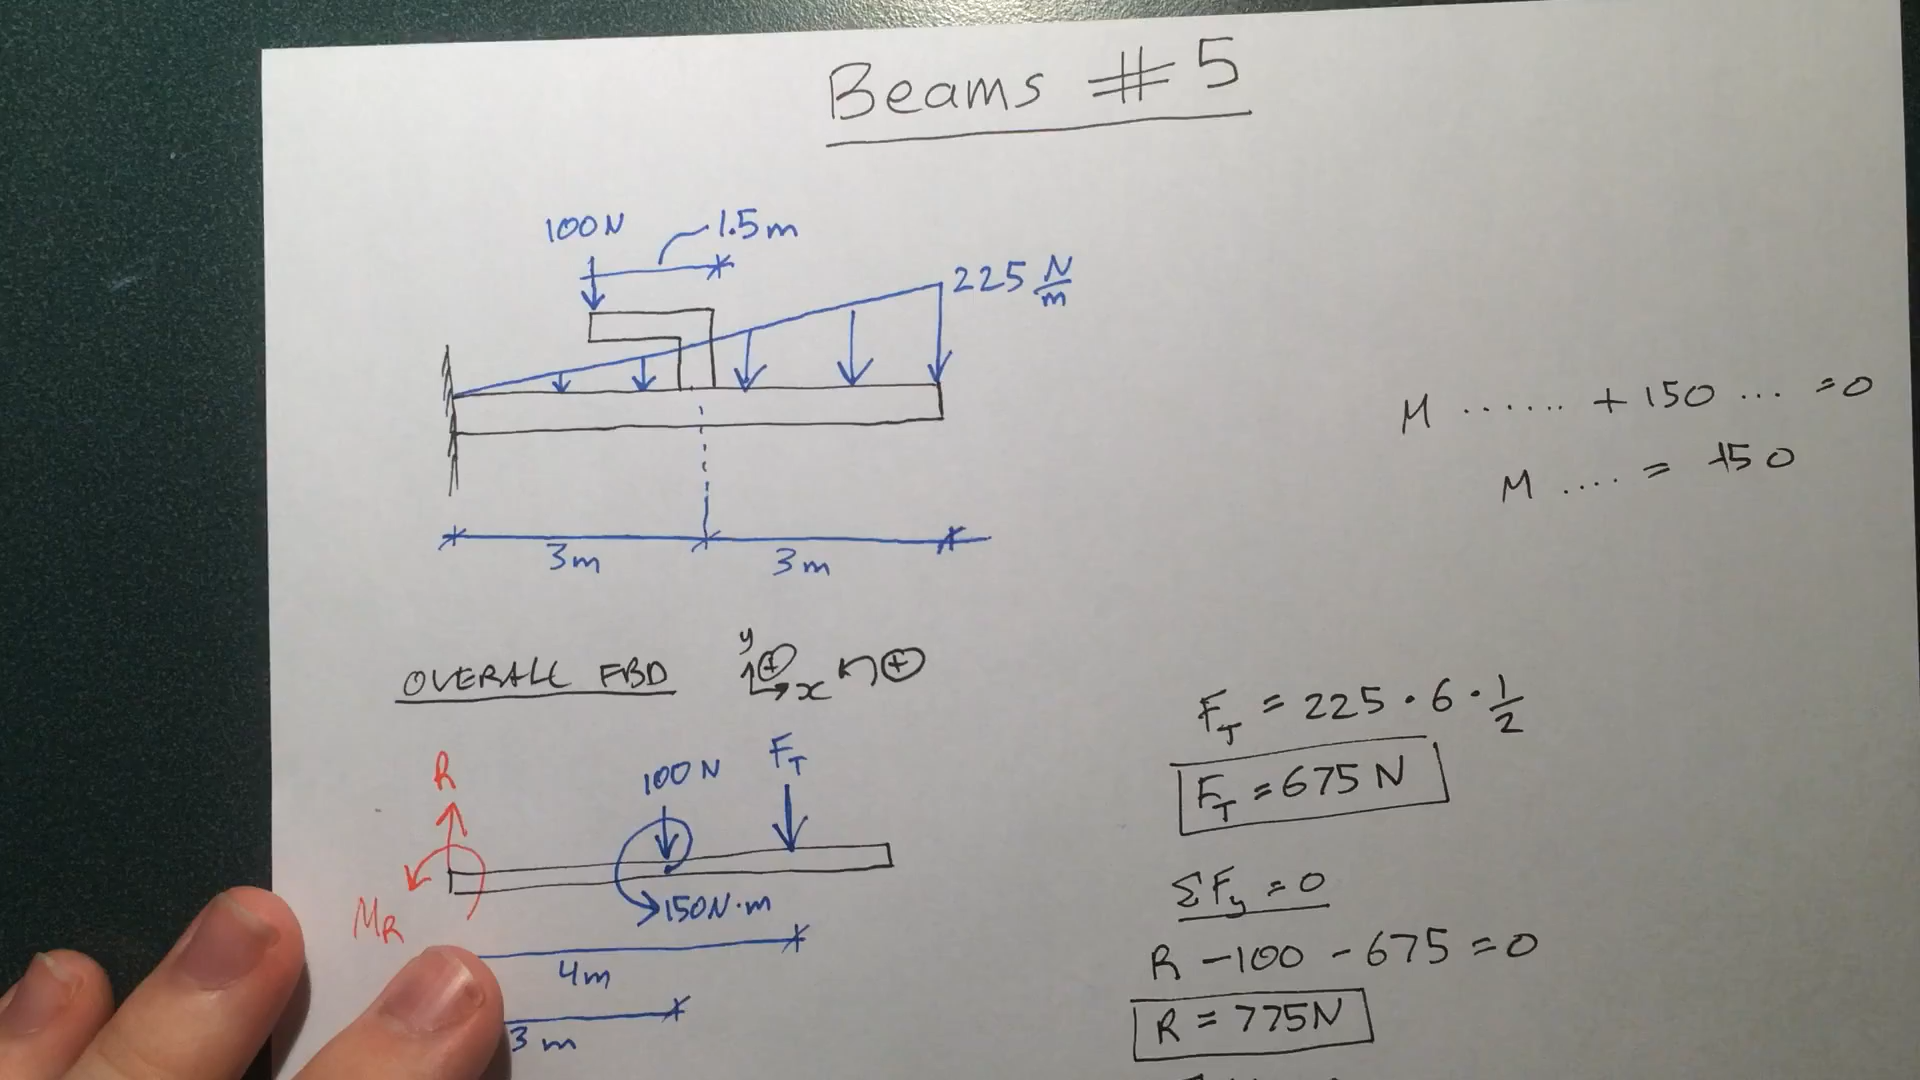 Beams #5
100N
1.5m
225 N/m
3m
3m
M ...... + 150 ... = 0
M .... = -150
OVERALL FBD
y
+
x
+
R
100N
F_T
M_R
150N·m
4m
3m
F_T = 225 · 6 · 1/2
F_T = 675 N
ΣF_y = 0
R - 100 - 675 = 0
R = 775N